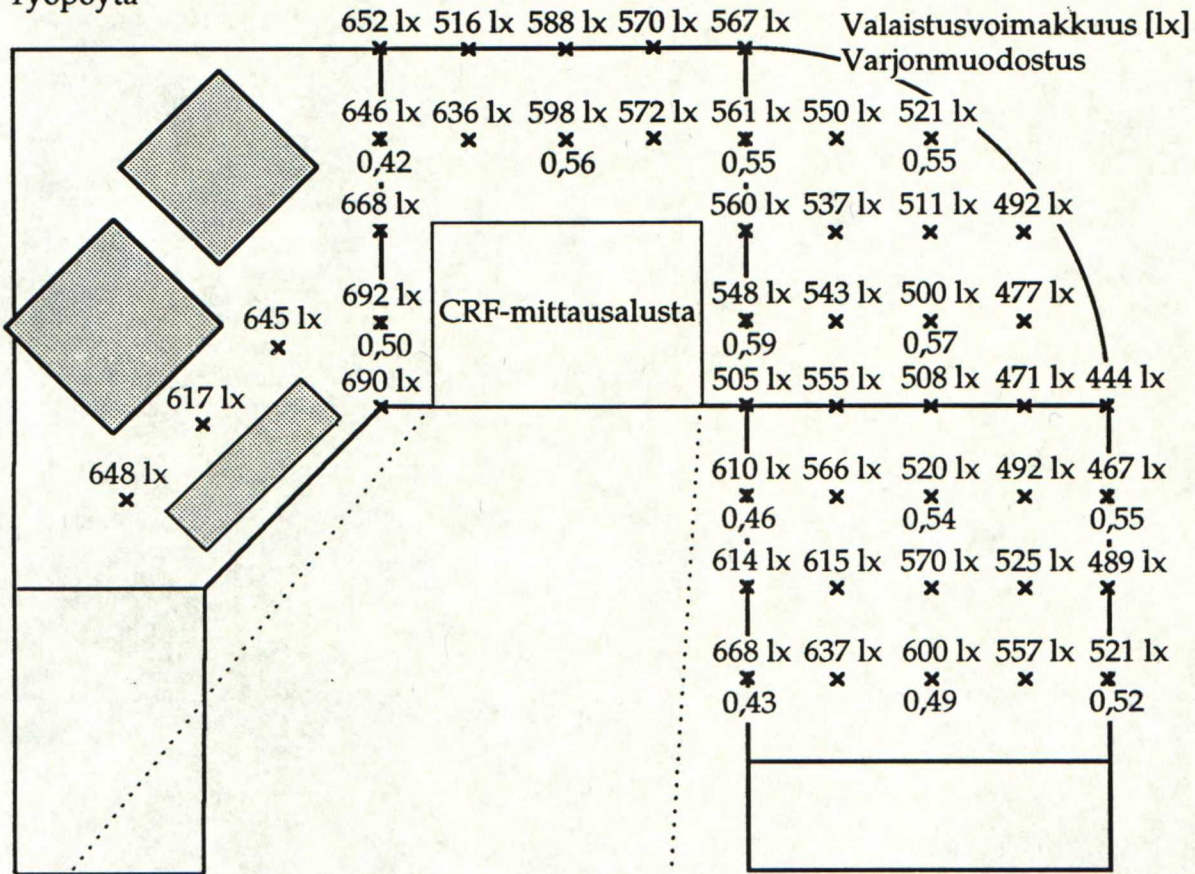 Työpöytä
652 lx 516 lx 588 lx 570 lx 567 lx
Valaistusvoimakkuus [lx]
Varjonmuodostus
646 lx 636 lx 598 lx 572 lx 561 lx 550 lx 521 lx
0,42 0,56 0,55 0,55
668 lx 560 lx 537 lx 511 lx 492 lx
692 lx 548 lx 543 lx 500 lx 477 lx
645 lx CRF-mittausalusta
0,50 0,59 0,57
690 lx 505 lx 555 lx 508 lx 471 lx 444 lx
617 lx
648 lx 610 lx 566 lx 520 lx 492 lx 467 lx
0,46 0,54 0,55
614 lx 615 lx 570 lx 525 lx 489 lx
668 lx 637 lx 600 lx 557 lx 521 lx
0,43 0,49 0,52